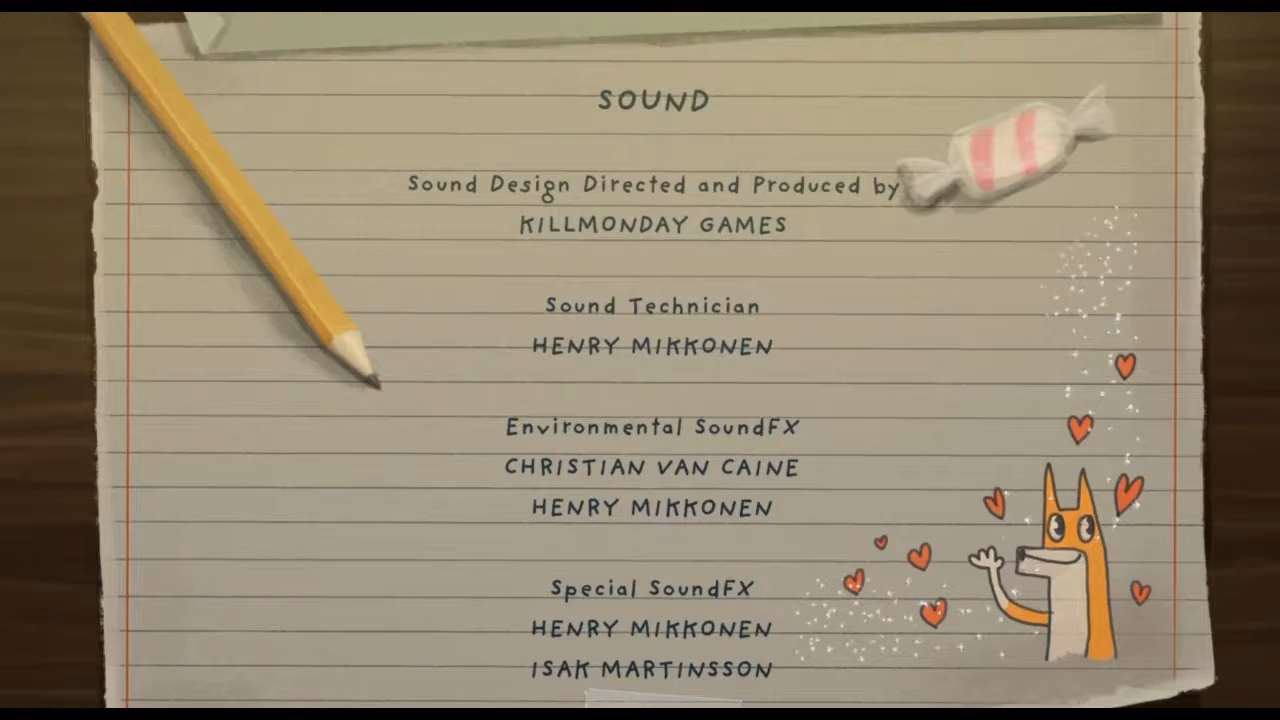 SOUND
Sound Design Directed and Produced by
KILLMONDAY GAMES
Sound Technician
HENRY MIKKONEN
Environmental SoundFX
CHRISTIAN VAN CAINE
HENRY MIKKONEN
Special SoundFX
HENRY MIKKONEN
ISAK MARTINSSON